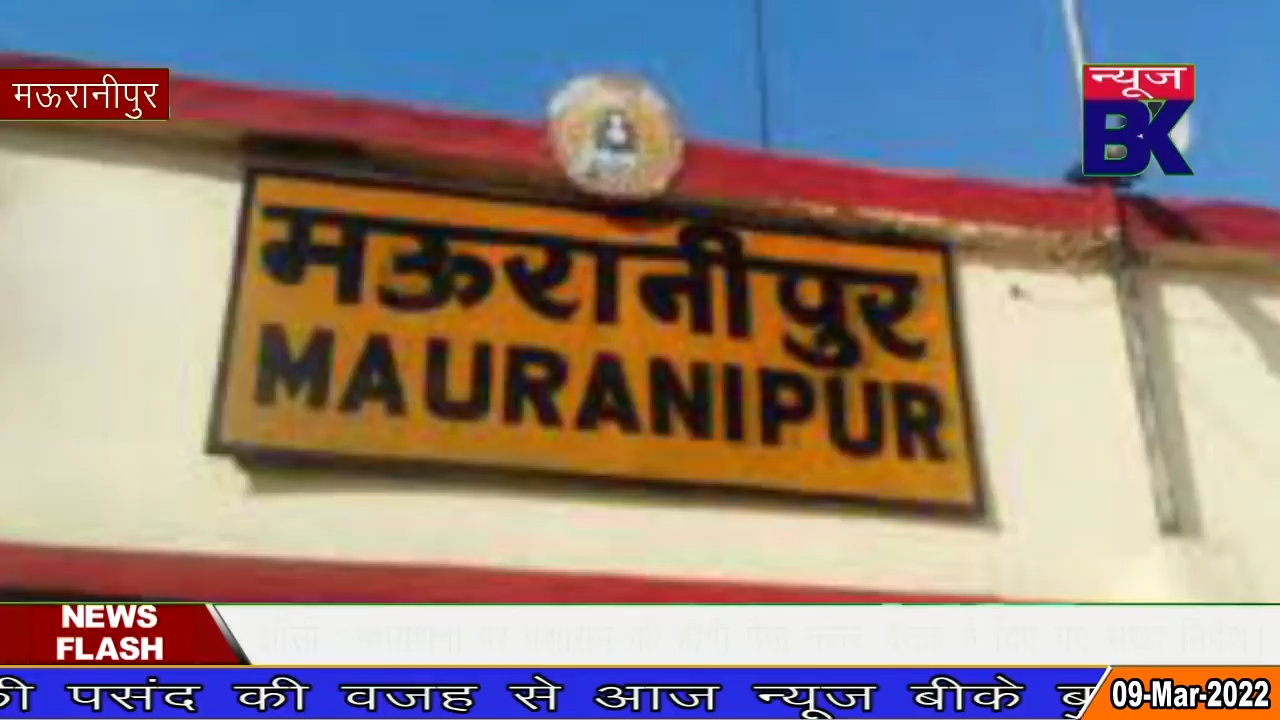 मऊरानीपुर
न्यूज
BK
मऊरानीपुर
MAURANIPUR
NEWS
FLASH
पसंद की वजह से आज न्यूज बीके
09-Mar-2022